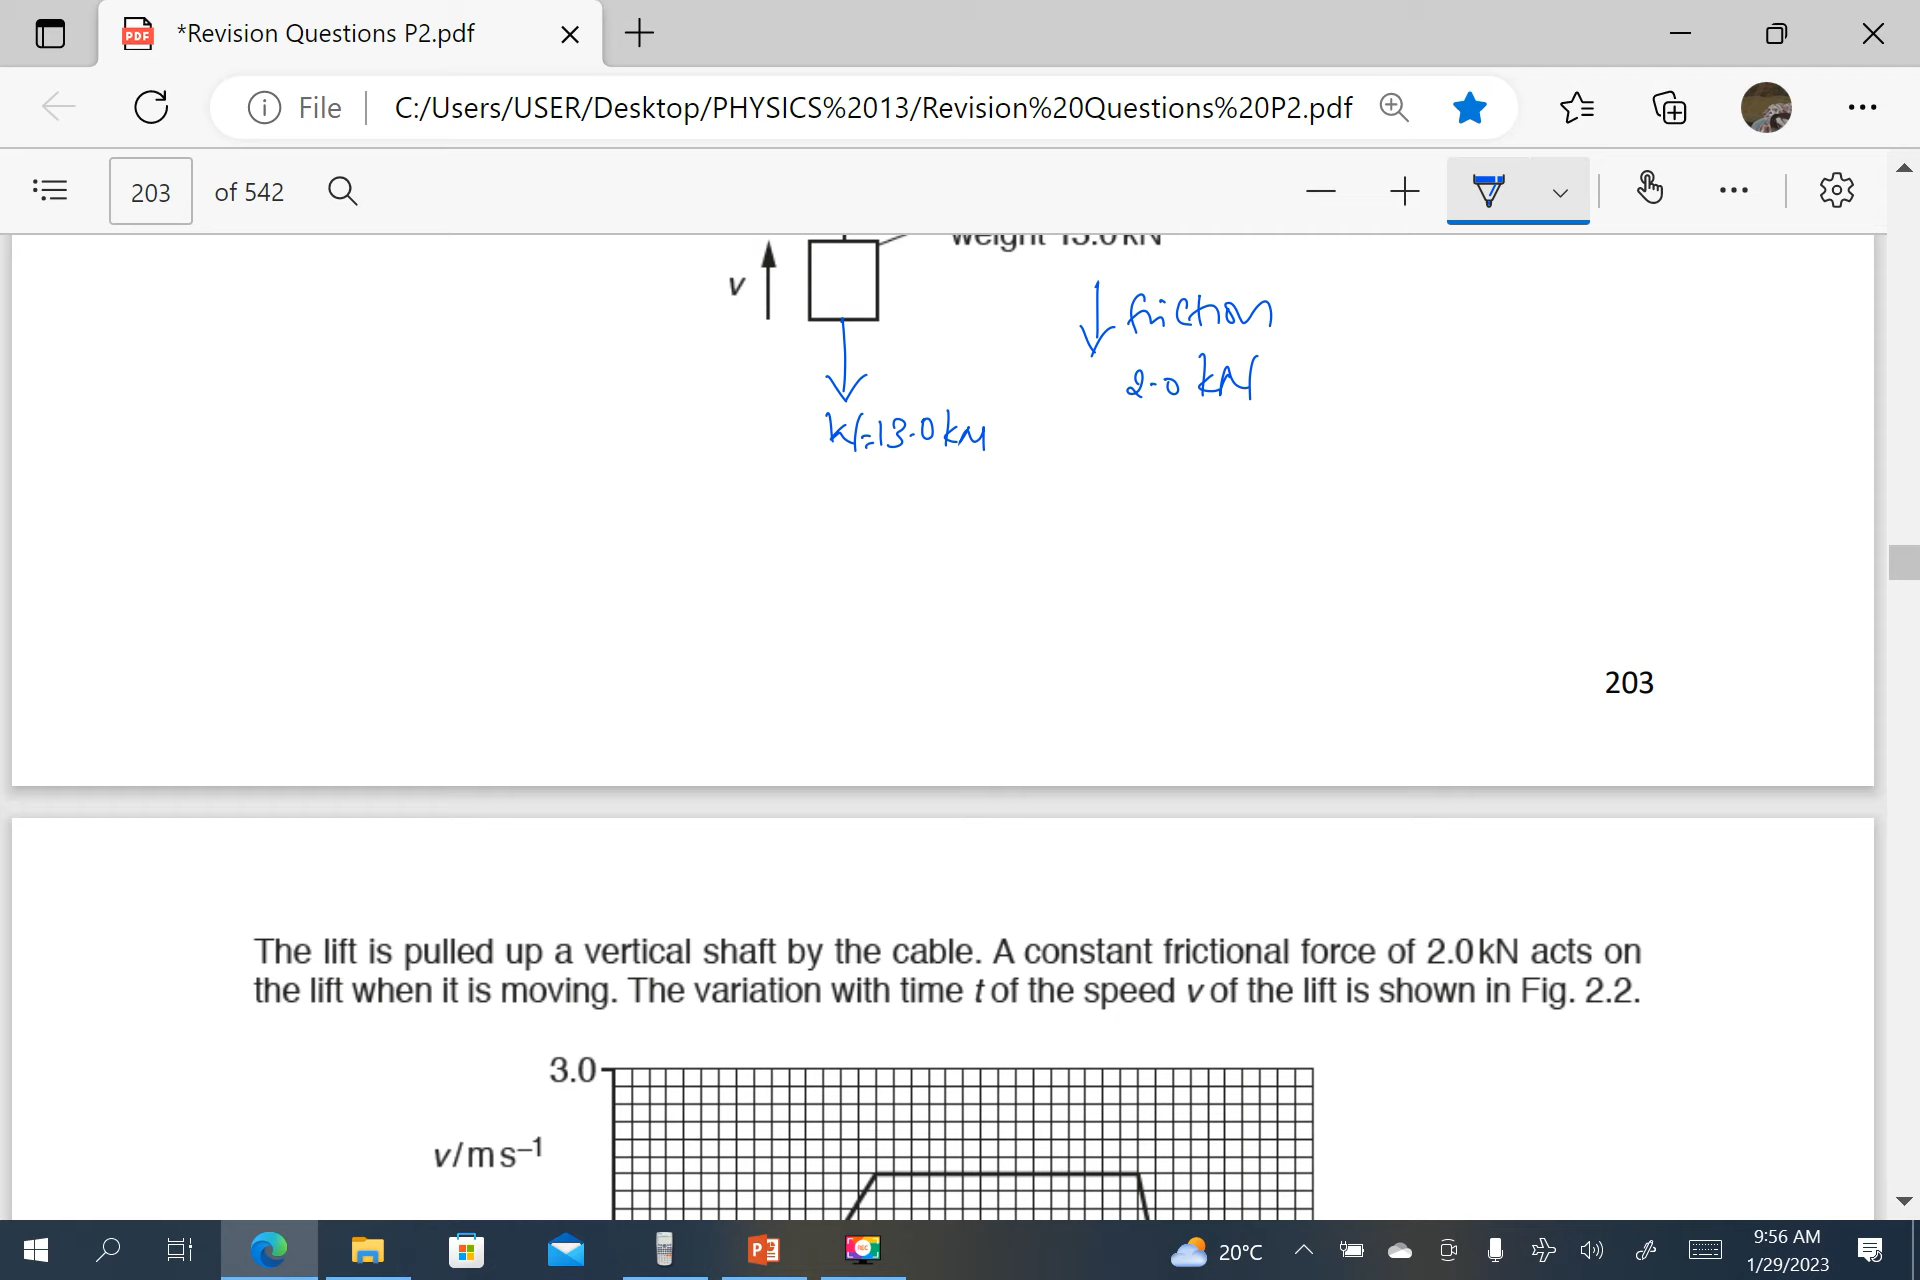 *Revision Questions P2.pdf
File C:/Users/USER/Desktop/PHYSICS%2013/Revision%20Questions%20P2.pdf
203 of 542
weight 13.0 kN
v
friction
2.0 kN
13.0 kN
203
The lift is pulled up a vertical shaft by the cable. A constant frictional force of 2.0 kN acts on
the lift when it is moving. The variation with time t of the speed v of the lift is shown in Fig. 2.2.
3.0
v/m s⁻¹
20°C
9:56 AM
1/29/2023